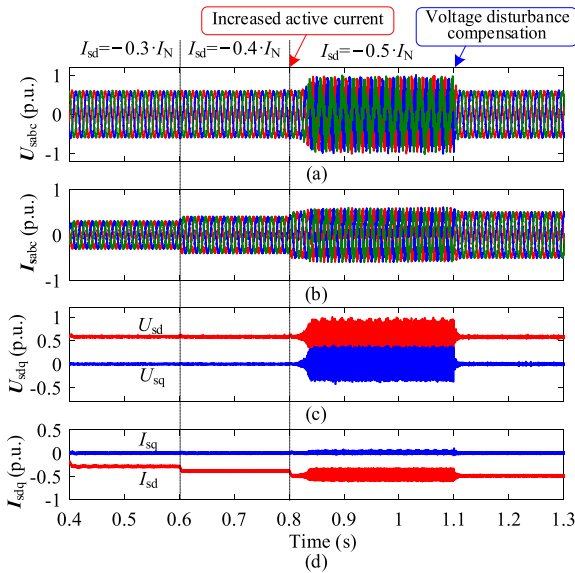 Increased active current
Voltage disturbance
compensation
Isd=−0.3·IN
Isd=−0.4·IN
Isd=−0.5·IN
Usabc (p.u.)
1
0
-1
(a)
Isabc (p.u.)
1
0
-1
(b)
Usdq (p.u.)
1
0.5
0
-0.5
Usd
Usq
(c)
Isdq (p.u.)
0.5
0
-0.5
-1
Isq
Isd
0.4 0.5 0.6 0.7 0.8 0.9 1 1.1 1.2 1.3
Time (s)
(d)